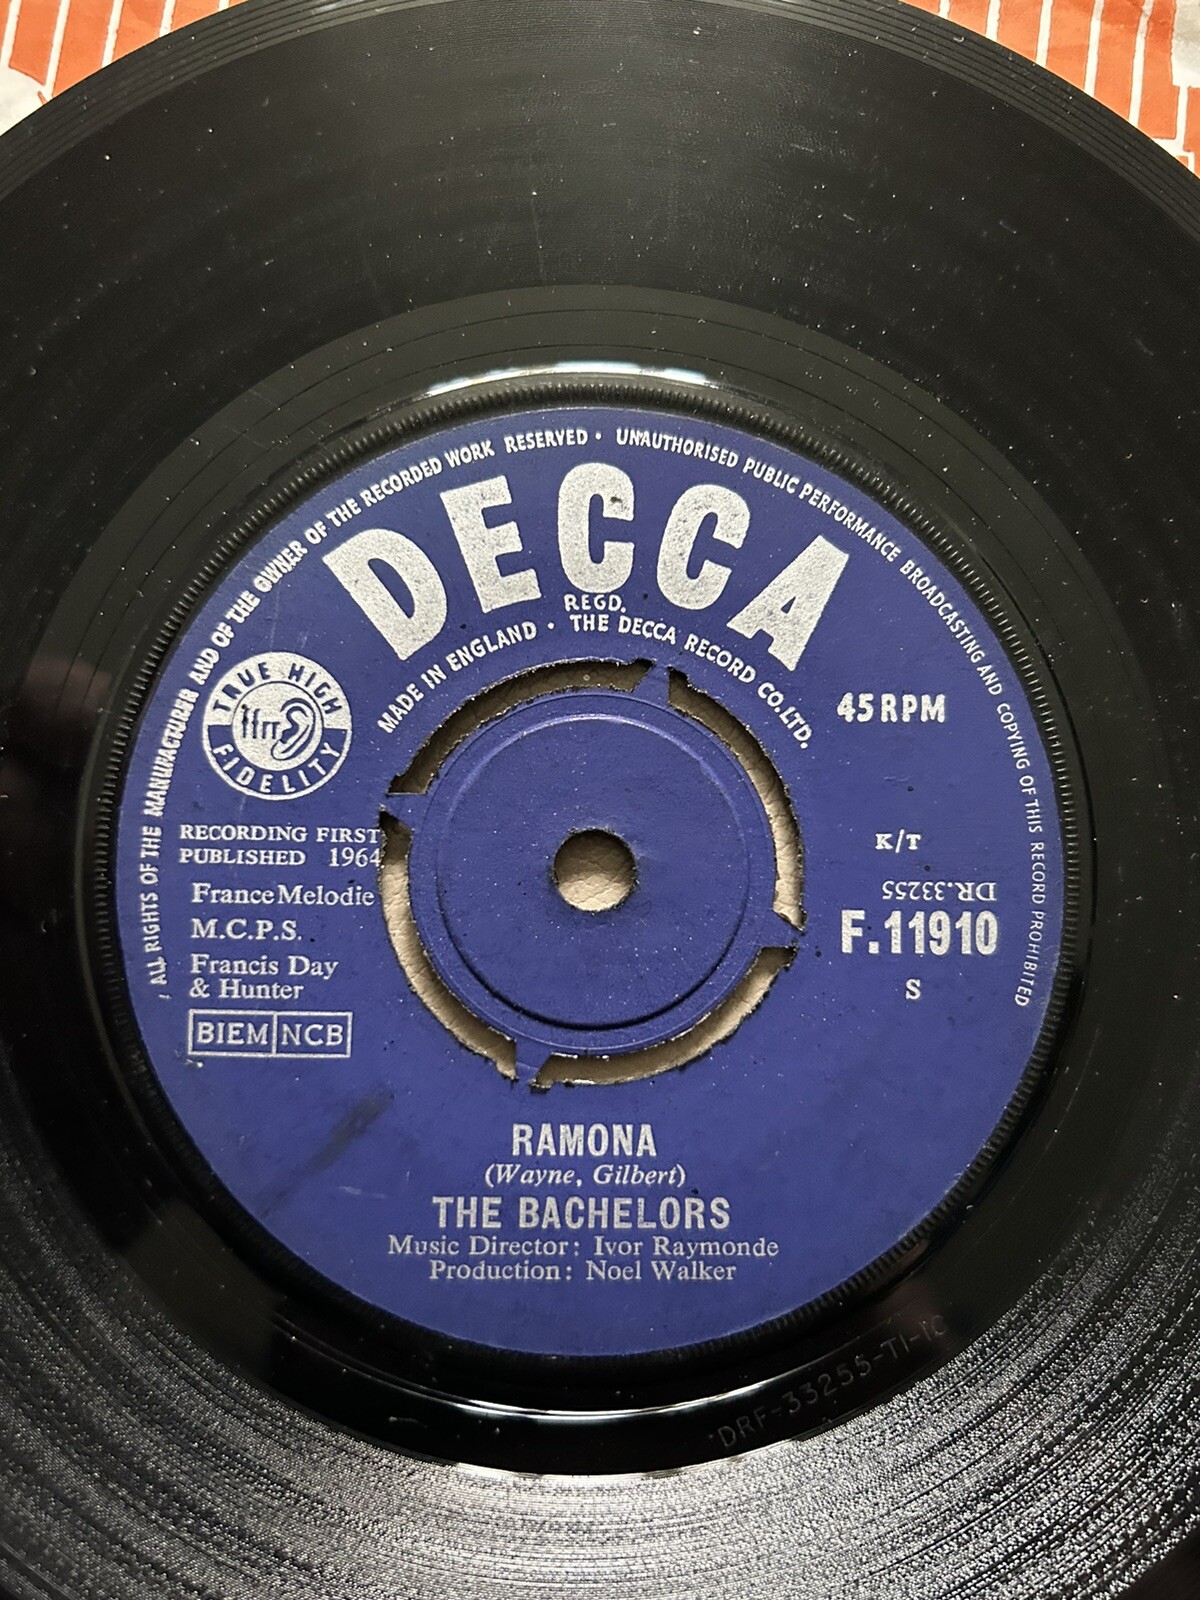 ALL RIGHTS OF THE MANUFACTURER AND OF THE OWNER OF THE RECORDED WORK RESERVED • UNAUTHORISED PUBLIC PERFORMANCE BROADCASTING AND COPYING OF THIS RECORD PROHIBITED
DECCA
REGD.
MADE IN ENGLAND • THE DECCA RECORD CO. LTD.
TRUE HIGH
ffrr
FIDELITY
45 RPM
RECORDING FIRST
PUBLISHED 1964
France Melodie
M.C.P.S.
Francis Day
& Hunter
BIEM NCB
K/T
DR.33255
F.11910
S
RAMONA
(Wayne, Gilbert)
THE BACHELORS
Music Director: Ivor Raymonde
Production: Noel Walker
DRF-33255-T1-1C